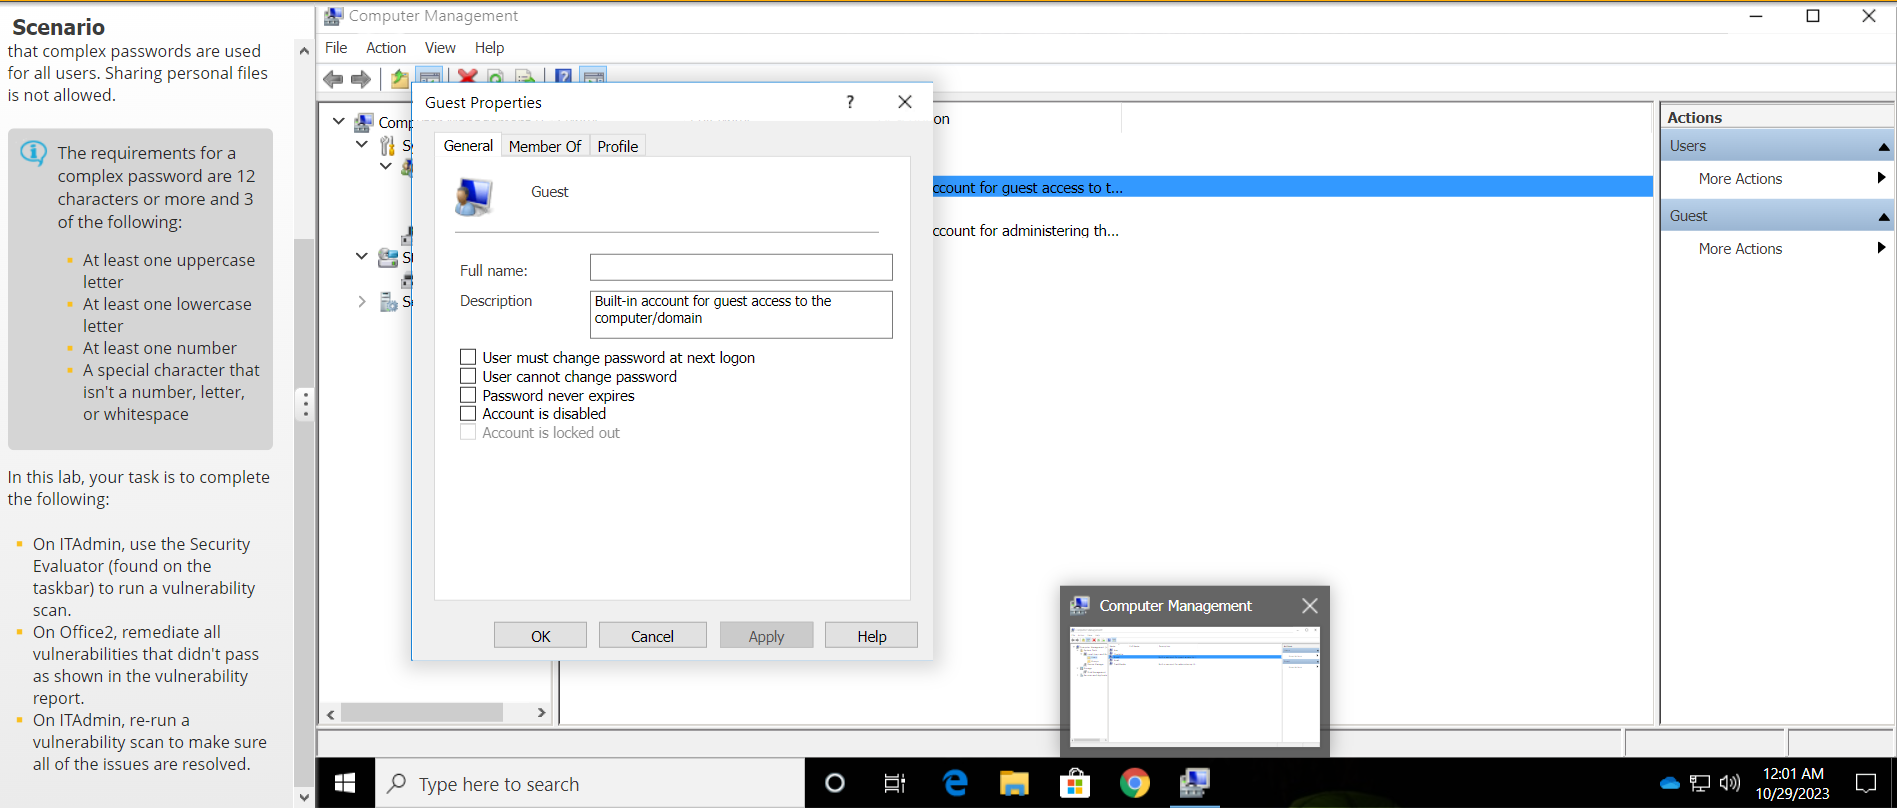 Scenario
that complex passwords are used
for all users. Sharing personal files
is not allowed.
The requirements for a
complex password are 12
characters or more and 3
of the following:
At least one uppercase
letter
At least one lowercase
letter
At least one number
A special character that
isn't a number, letter,
or whitespace
In this lab, your task is to complete
the following:
On ITAdmin, use the Security
Evaluator (found on the
taskbar) to run a vulnerability
scan.
On Office2, remediate all
vulnerabilities that didn't pass
as shown in the vulnerability
report.
On ITAdmin, re-run a
vulnerability scan to make sure
all of the issues are resolved.
Computer Management
File Action View Help
Comp
Sy
St
Se
Guest Properties ?
General Member Of Profile
Guest
Full name:
Description
Built-in account for guest access to the
computer/domain
User must change password at next logon
User cannot change password
Password never expires
Account is disabled
Account is locked out
OK Cancel Apply Help
on
ccount for guest access to t...
ccount for administering th...
Actions
Users
More Actions
Guest
More Actions
Computer Management
Type here to search
12:01 AM
10/29/2023